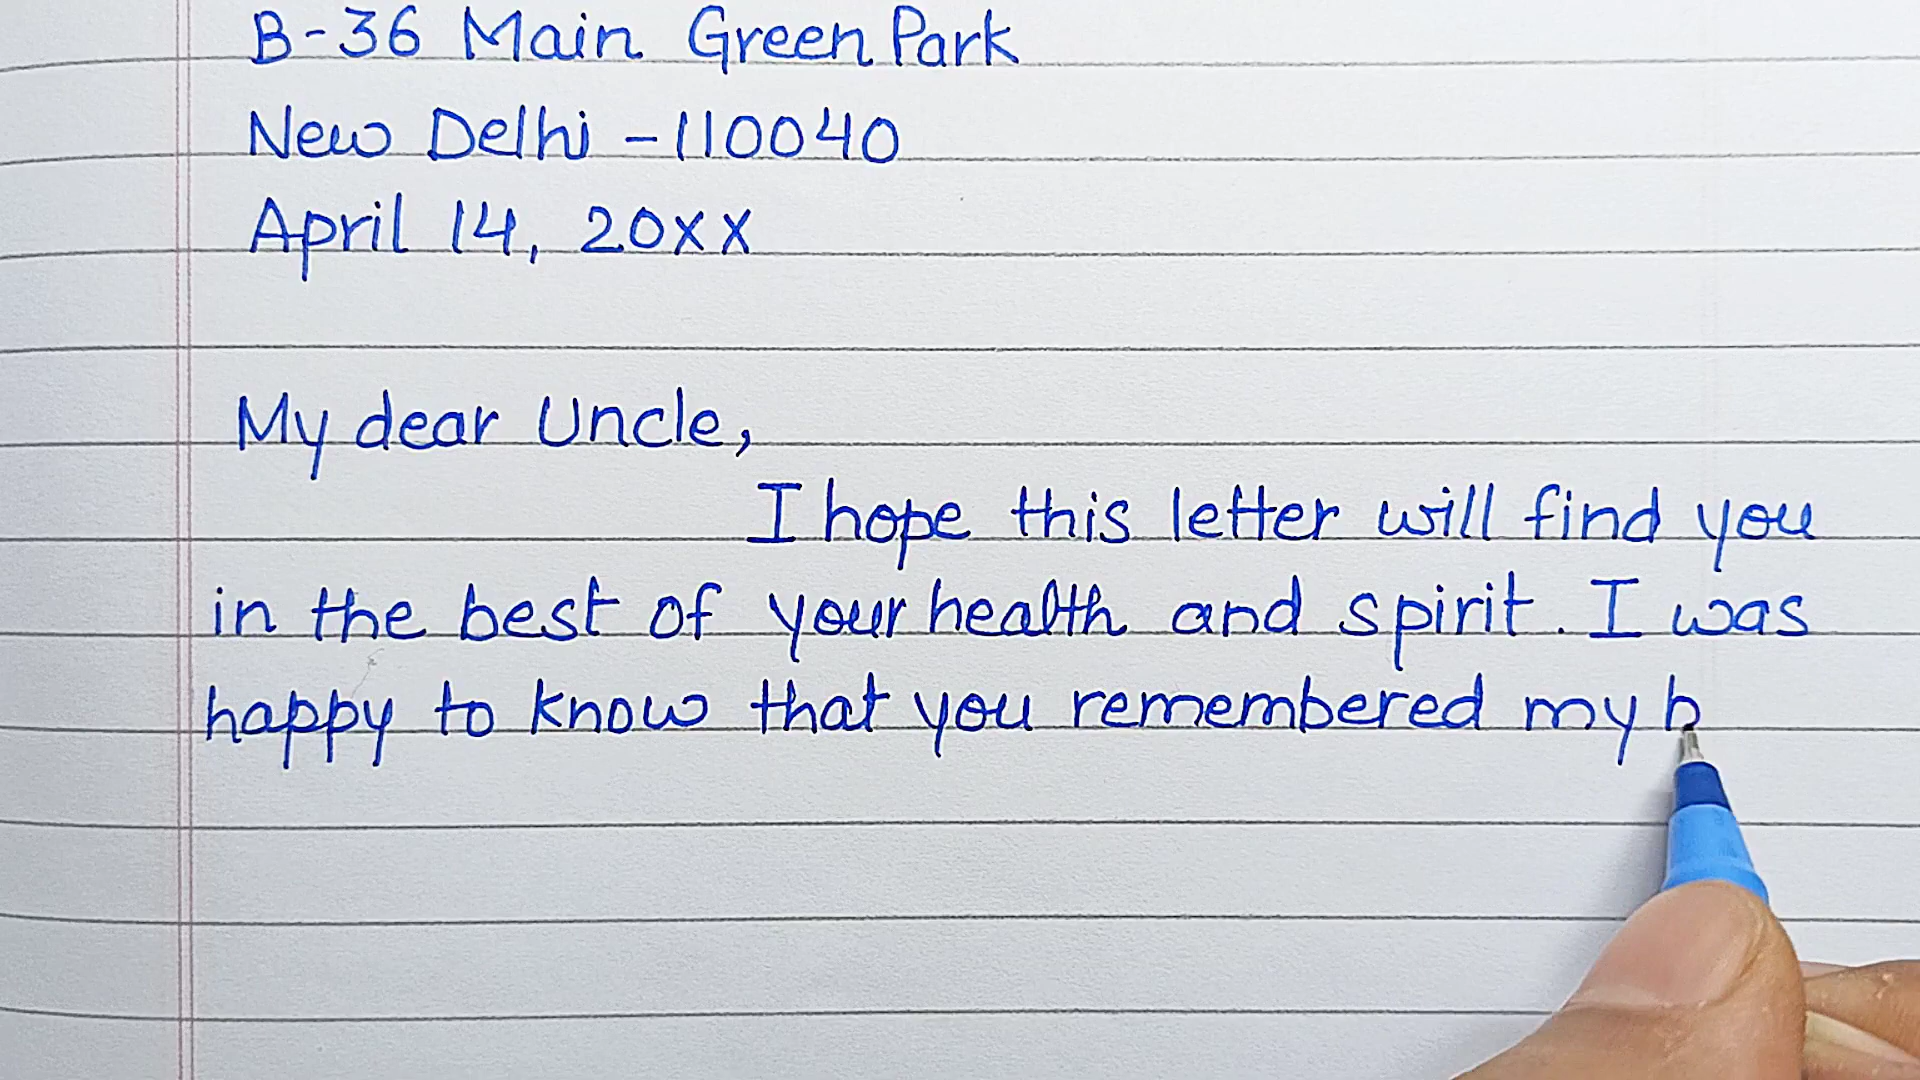 B-36 Main Green Park
New Delhi -110040
April 14, 20xx
My dear Uncle,
I hope this letter will find you
in the best of your health and spirit. I was
happy to know that you remembered my b